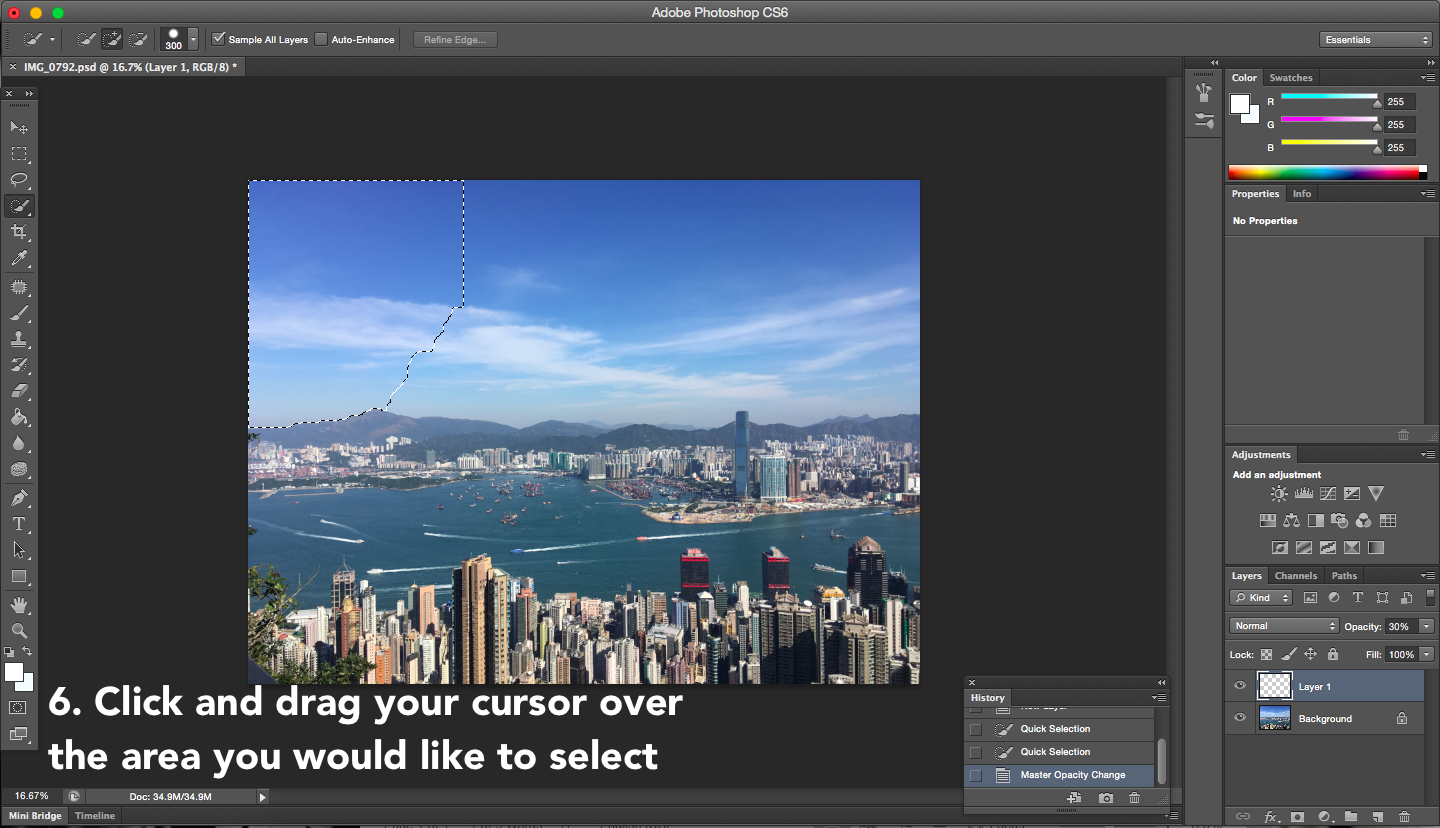 Adobe Photoshop CS6
300
Sample All Layers
Auto-Enhance
Refine Edge...
Essentials
IMG_0792.psd @ 16.7% (Layer 1, RGB/8) *
Color
Swatches
R
255
G
255
B
255
Properties
Info
No Properties
Adjustments
Add an adjustment
Layers
Channels
Paths
Kind
Normal
Opacity:
30%
Lock:
Fill:
100%
Layer 1
Background
History
Quick Selection
Quick Selection
Master Opacity Change
6. Click and drag your cursor over
the area you would like to select
16.67%
Doc: 34.9M/34.9M
Mini Bridge
Timeline